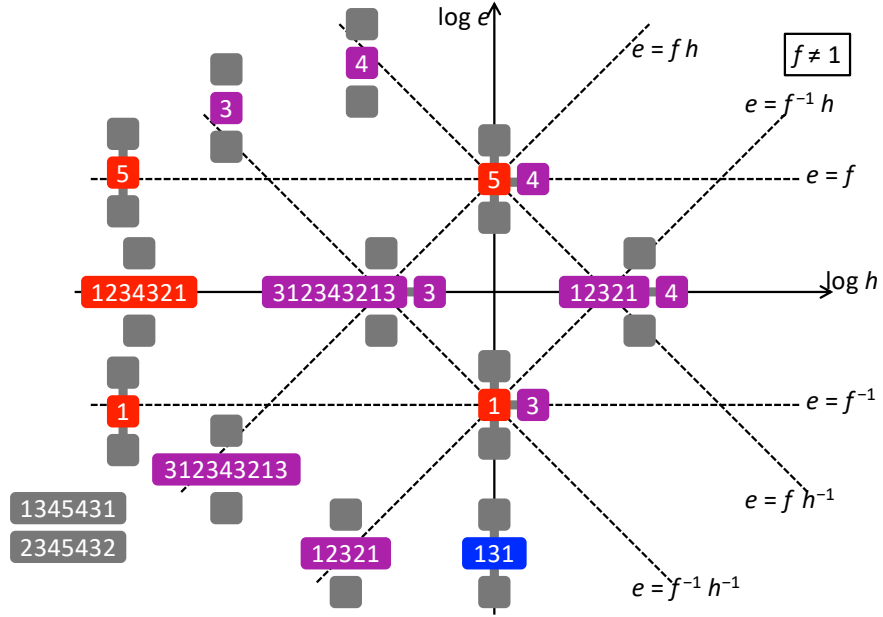 log e
e = f h
f ≠ 1
4
3
e = f⁻¹ h
5
5
4
e = f
1234321
312343213
3
12321
4
log h
1
1
3
e = f⁻¹
312343213
1345431
e = f h⁻¹
2345432
12321
131
e = f⁻¹ h⁻¹